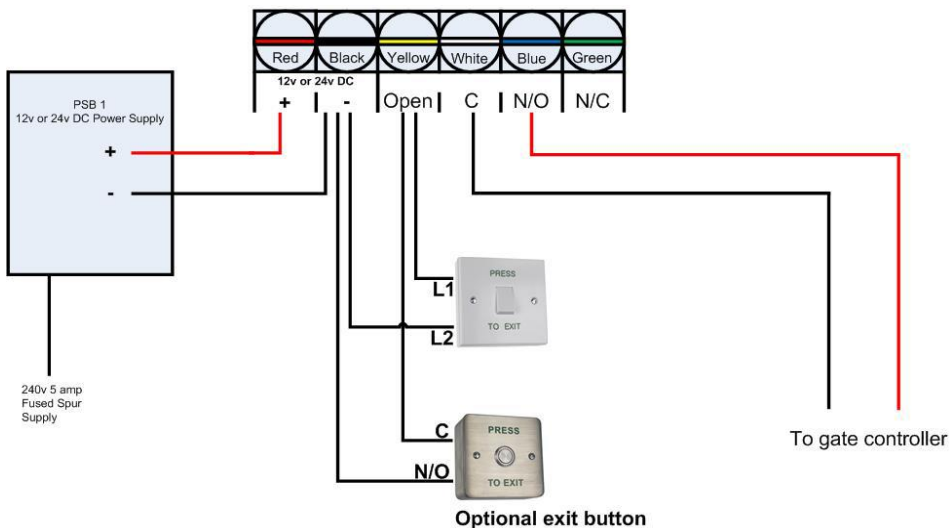 Red Black Yellow White Blue Green
12v or 24v DC
+ - Open C N/O N/C
PSB 1
12v or 24v DC Power Supply
+
-
PRESS
L1
TO EXIT
L2
240v 5 amp
Fused Spur
Supply
C
PRESS
N/O
TO EXIT
To gate controller
Optional exit button